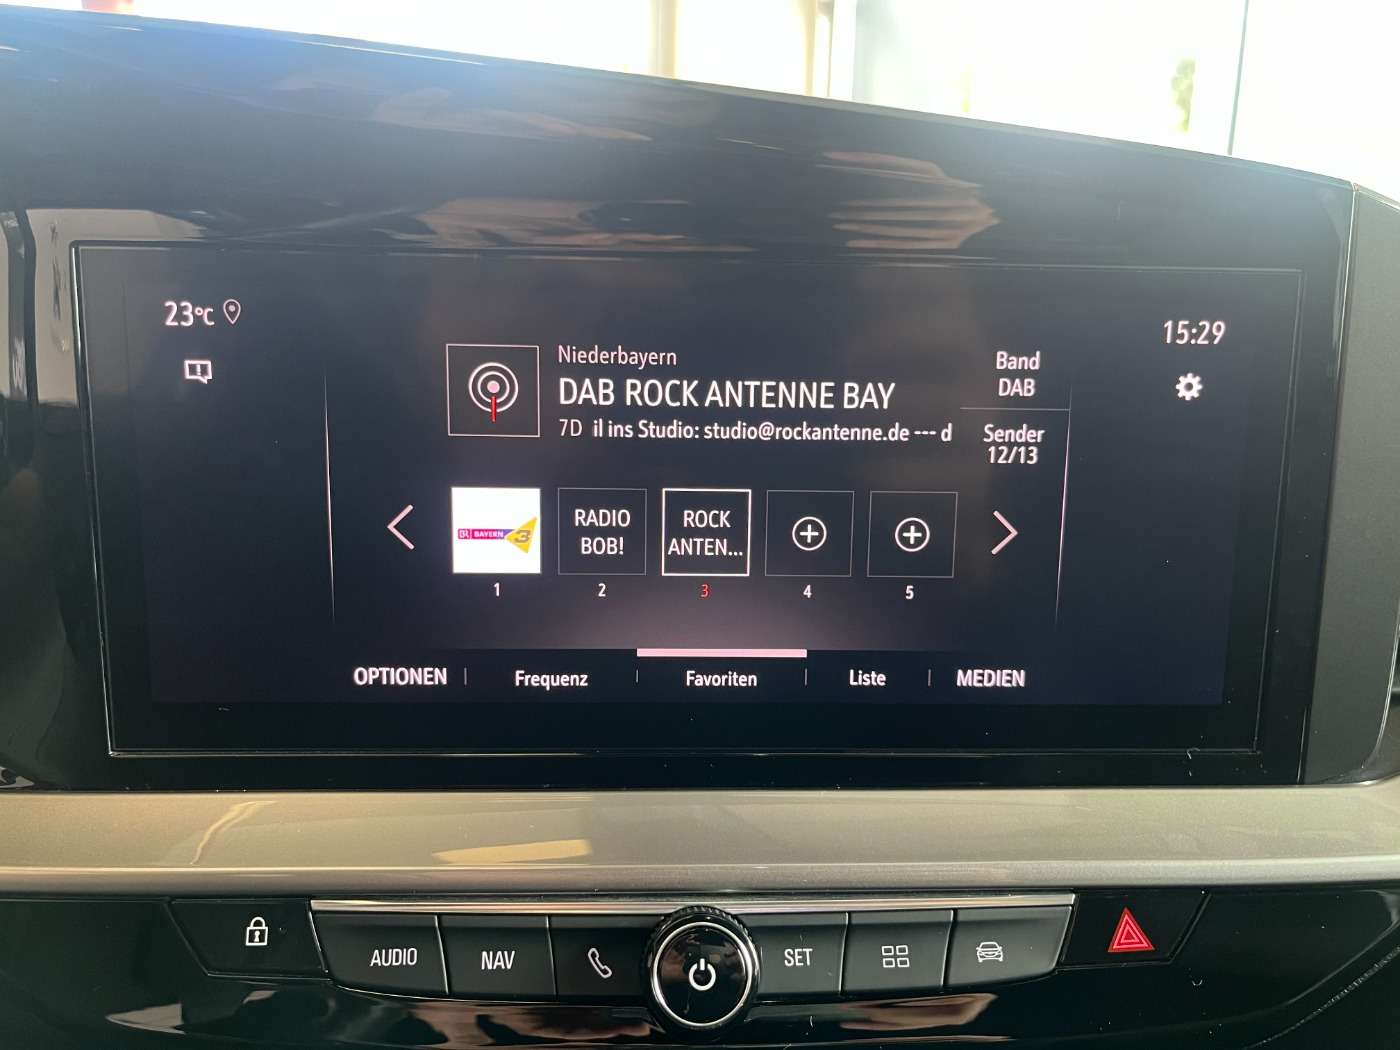 23°C
15:29
Niederbayern
DAB ROCK ANTENNE BAY
7D il ins Studio: studio@rockantenne.de --- d
Band
DAB
Sender
12/13
BR BAYERN 3
RADIO
BOB!
ROCK
ANTEN...
1
2
3
4
5
OPTIONEN
Frequenz
Favoriten
Liste
MEDIEN
AUDIO
NAV
SET